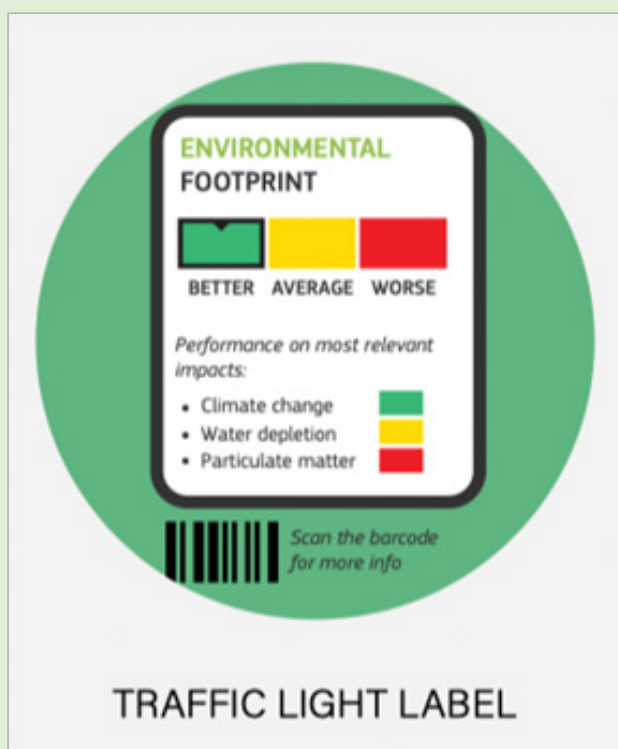 ENVIRONMENTAL
FOOTPRINT
BETTER AVERAGE WORSE
Performance on most relevant
impacts:
• Climate change
• Water depletion
• Particulate matter
Scan the barcode
for more info
TRAFFIC LIGHT LABEL